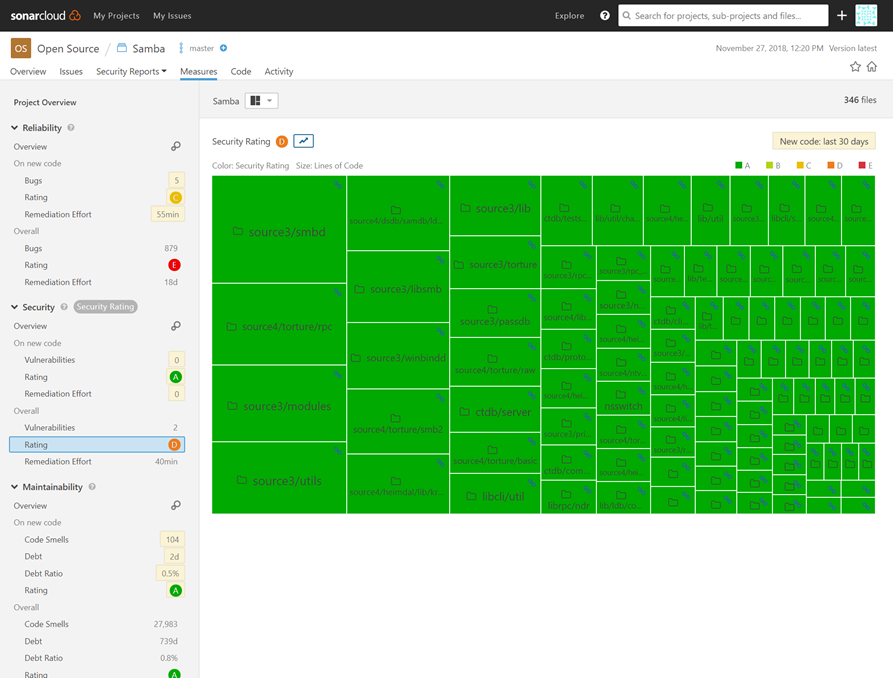 sonarcloud My Projects My Issues Explore Search for projects, sub-projects and files...
OS Open Source / Samba master November 27, 2018, 12:20 PM Version latest
Overview Issues Security Reports Measures Code Activity
Project Overview
Reliability
Overview
On new code
Bugs 5
Rating C
Remediation Effort 55min
Overall
Bugs 879
Rating E
Remediation Effort 18d
Security Security Rating
Overview
On new code
Vulnerabilities 0
Rating A
Remediation Effort 0
Overall
Vulnerabilities 2
Rating D
Remediation Effort 40min
Maintainability
Overview
On new code
Code Smells 104
Debt 2d
Debt Ratio 0.5%
Rating A
Overall
Code Smells 27,983
Debt 739d
Debt Ratio 0.8%
Rating A
Samba 346 files
Security Rating D New code: last 30 days
Color: Security Rating Size: Lines of Code A B C D E
source3/smbd
source4/torture/rpc
source3/modules
source3/utils
source4/dsdb/samdb/ld...
source3/libsmb
source3/winbindd
source4/torture/smb2
source4/heimdal/lib/kr...
source3/lib
source3/torture
source3/passdb
source4/torture/raw
ctdb/server
source4/torture/basic
libcli/util
ctdb/tests...
source3/rpc...
source4/lib...
ctdb/proto...
source4/hei...
source3/pri...
ctdb/com...
librpc/ndr
lib/util/cha...
source3/roc...
source3/n...
source4/hei...
nsswitch
source4/tor...
source4/hei...
lib/tdb/co...
source4/he...
lib/util
source3...
libcli/s...
source4...
source...